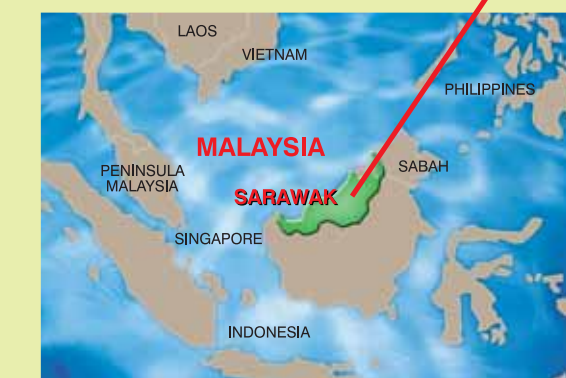 LAOS
VIETNAM
PHILIPPINES
MALAYSIA
PENINSULA
MALAYSIA
SABAH
SARAWAK
SINGAPORE
INDONESIA